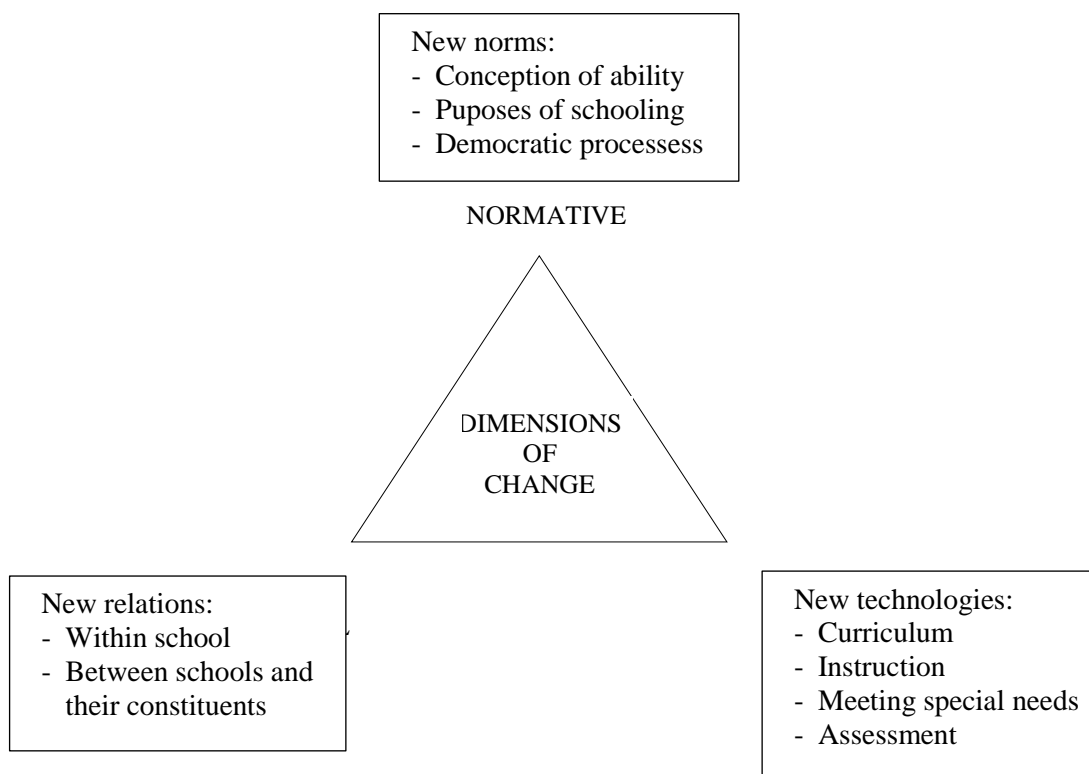 New norms:
- Conception of ability
- Puposes of schooling
- Democratic processess
NORMATIVE
DIMENSIONS
OF
CHANGE
New relations:
- Within school
- Between schools and
their constituents
New technologies:
- Curriculum
- Instruction
- Meeting special needs
- Assessment